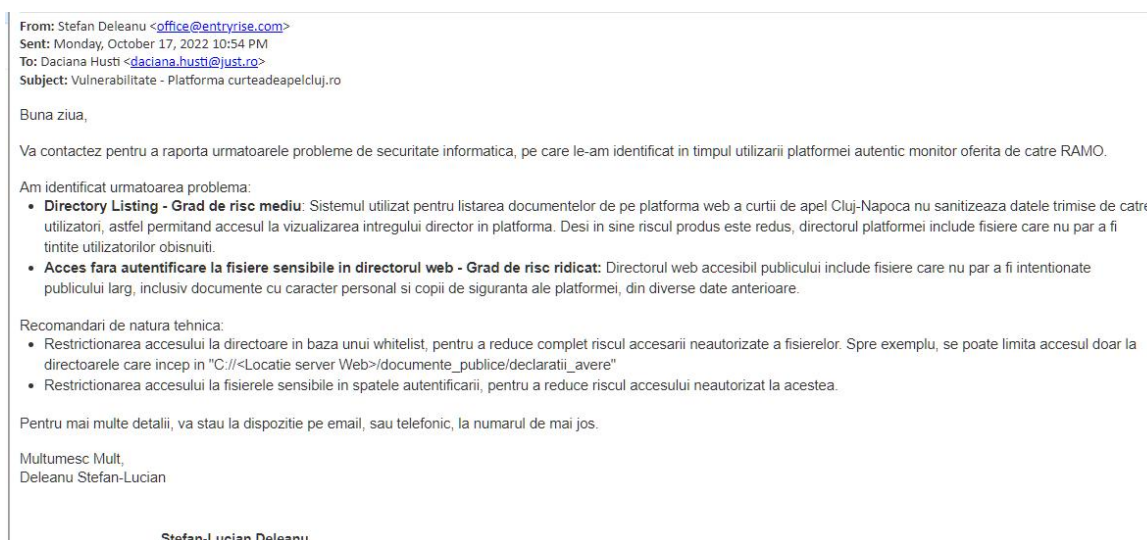 From: Stefan Deleanu <office@entryrise.com>
Sent: Monday, October 17, 2022 10:54 PM
To: Daciana Husti <daciana.husti@just.ro>
Subject: Vulnerabilitate - Platforma curteadeapelcluj.ro
Buna ziua,
Va contactez pentru a raporta urmatoarele probleme de securitate informatica, pe care le-am identificat in timpul utilizarii platformei autentic monitor oferita de catre RAMO.
Am identificat urmatoarea problema:
• Directory Listing - Grad de risc mediu: Sistemul utilizat pentru listarea documentelor de pe platforma web a curtii de apel Cluj-Napoca nu sanitizeaza datele trimise de catre
utilizatori, astfel permitand accesul la vizualizarea intregului director in platforma. Desi in sine riscul produs este redus, directorul platformei include fisiere care nu par a fi
tintite utilizatorilor obisnuiti.
• Acces fara autentificare la fisiere sensibile in directorul web - Grad de risc ridicat: Directorul web accesibil publicului include fisiere care nu par a fi intentionate
publicului larg, inclusiv documente cu caracter personal si copii de siguranta ale platformei, din diverse date anterioare.
Recomandari de natura tehnica:
• Restrictionarea accesului la directoare in baza unui whitelist, pentru a reduce complet riscul accesarii neautorizate a fisierelor. Spre exemplu, se poate limita accesul doar la
directoarele care incep in "C://<Locatie server Web>/documente_publice/declaratii_avere"
• Restrictionarea accesului la fisierele sensibile in spatele autentificarii, pentru a reduce riscul accesului neautorizat la acestea.
Pentru mai multe detalii, va stau la dispozitie pe email, sau telefonic, la numarul de mai jos.
Multumesc Mult,
Deleanu Stefan-Lucian
Stefan-Lucian Deleanu